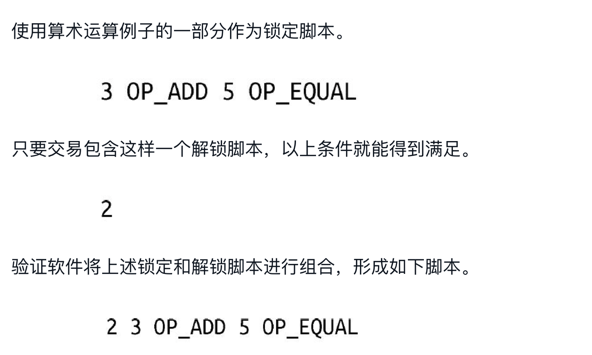 使用算术运算例子的一部分作为锁定脚本。
3 OP_ADD 5 OP_EQUAL
只要交易包含这样一个解锁脚本，以上条件就能得到满足。
2
验证软件将上述锁定和解锁脚本进行组合，形成如下脚本。
2 3 OP_ADD 5 OP_EQUAL